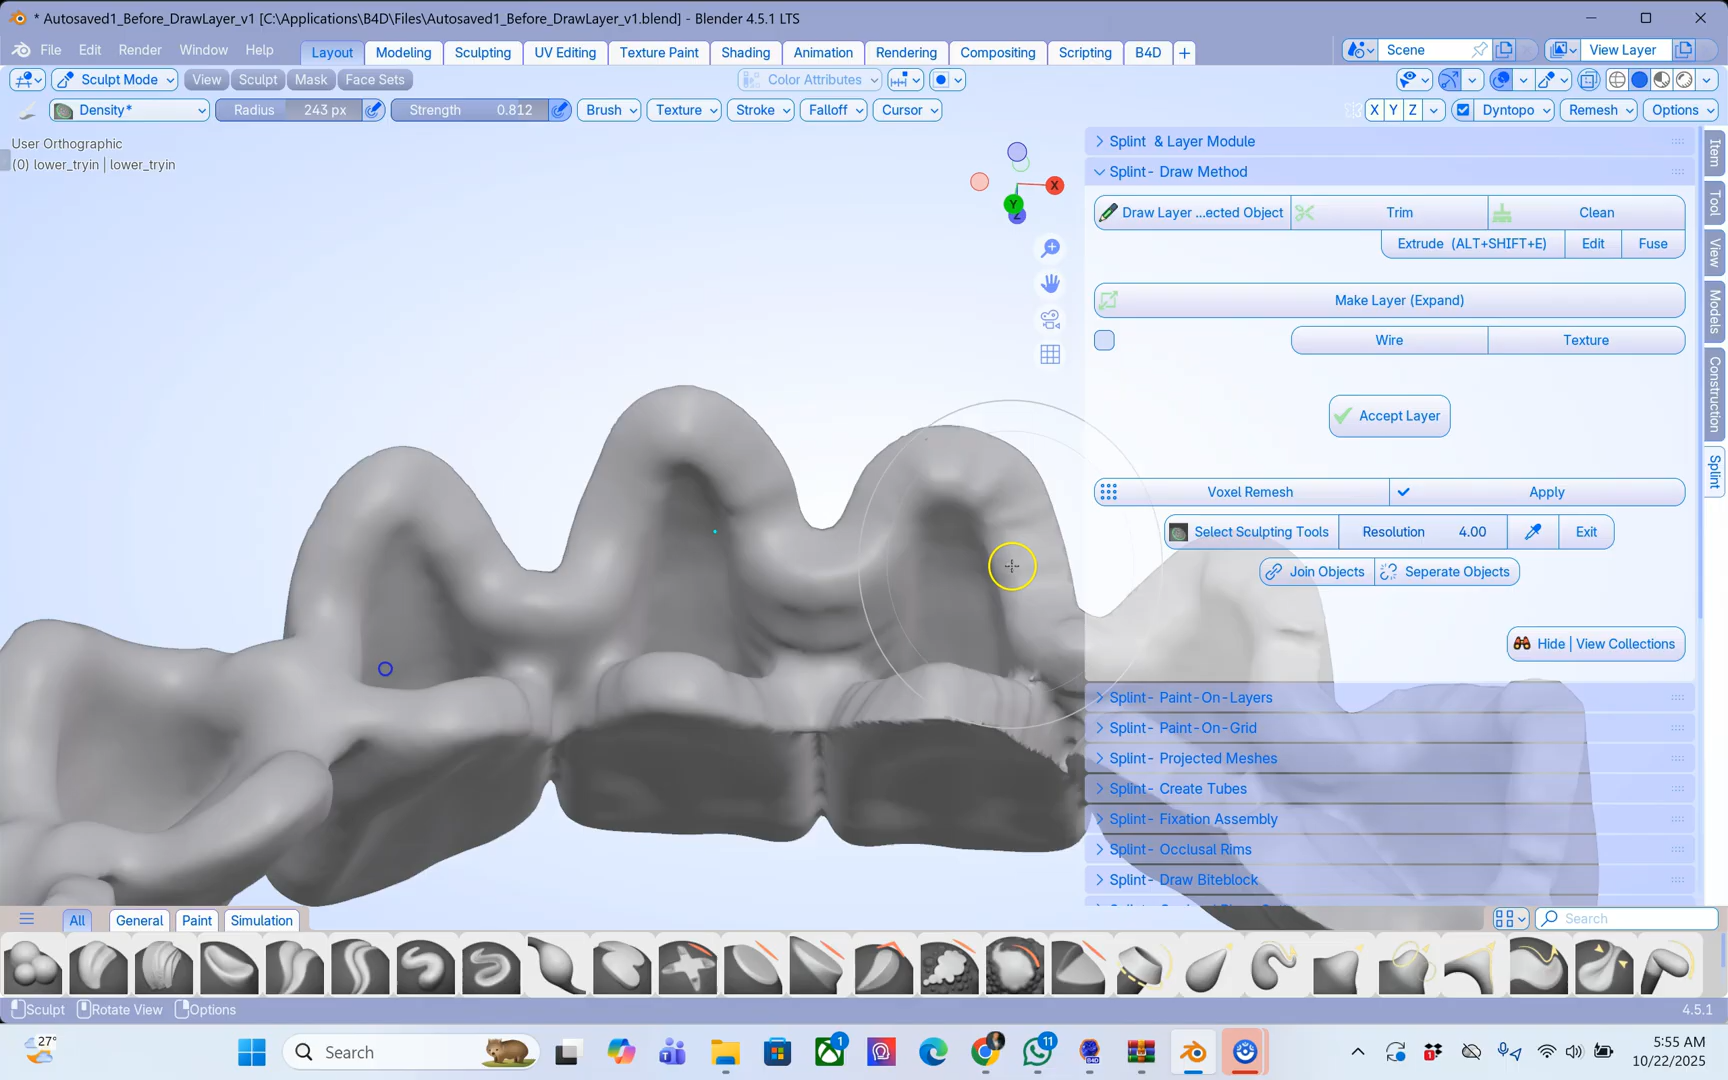 * Autosaved1_Before_DrawLayer_v1 [C:\Applications\B4D\Files\Autosaved1_Before_DrawLayer_v1.blend] - Blender 4.5.1 LTS
File Edit Render Window Help Layout Modeling Sculpting UV Editing Texture Paint Shading Animation Rendering Compositing Scripting B4D + Scene View Layer
Sculpt Mode View Sculpt Mask Face Sets Color Attributes
Density* Radius 243 px Strength 0.812 Brush Texture Stroke Falloff Cursor X Y Z Dyntopo Remesh Options
User Orthographic
(0) lower_tryin | lower_tryin
X
Y
Z
Splint & Layer Module
Splint- Draw Method
Draw Layer ...ected Object Trim Clean
Extrude (ALT+SHIFT+E) Edit Fuse
Make Layer (Expand)
Wire Texture
Accept Layer
Voxel Remesh Apply
Select Sculpting Tools Resolution 4.00 Exit
Join Objects Seperate Objects
Hide | View Collections
Splint- Paint-On-Layers
Splint- Paint-On-Grid
Splint- Projected Meshes
Splint- Create Tubes
Splint- Fixation Assembly
Splint- Occlusal Rims
Splint- Draw Biteblock
Item
Tool
View
Models
Construction
Splint
All General Paint Simulation Search
Sculpt Rotate View Options 4.5.1
27° Search 1 11 1 5:55 AM
10/22/2025